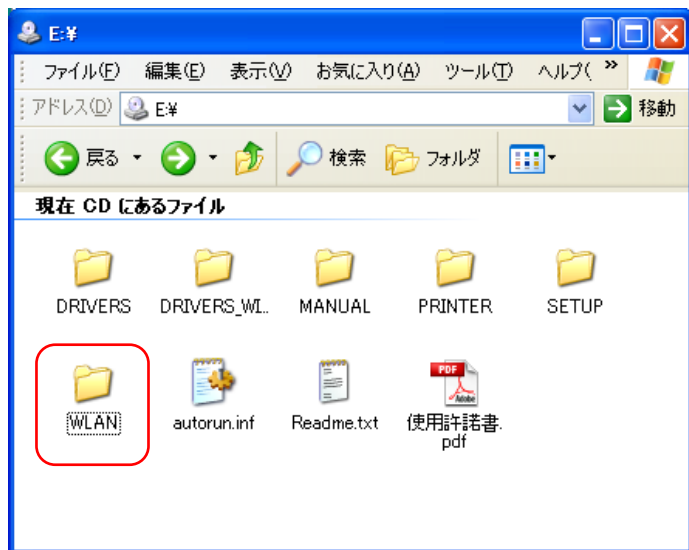 E:¥
ファイル(F) 編集(E) 表示(V) お気に入り(A) ツール(T) ヘルプ( »
アドレス(D) E:¥ 移動
戻る 検索 フォルダ
現在 CD にあるファイル
DRIVERS DRIVERS_WI... MANUAL PRINTER SETUP
PDF
Adobe
WLAN autorun.inf Readme.txt 使用許諾書.
pdf